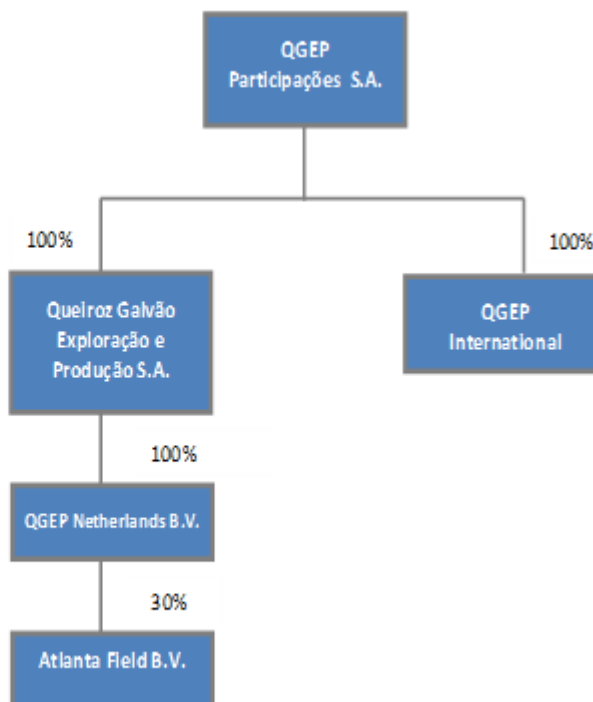 QGEP
Participações S.A.
100%
100%
Queiroz Galvão
Exploração e
Produção S.A.
QGEP
International
100%
QGEP Netherlands B.V.
30%
Atlanta Field B.V.